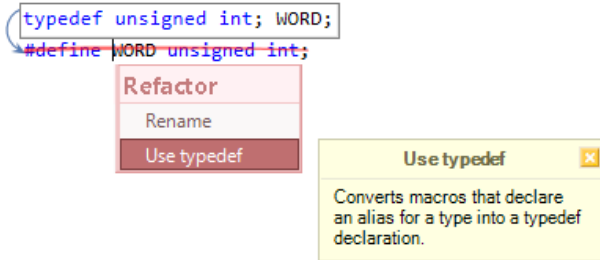 typedef unsigned int; WORD;
#define WORD unsigned int;
Refactor
Rename
Use typedef
Use typedef
Converts macros that declare
an alias for a type into a typedef
declaration.